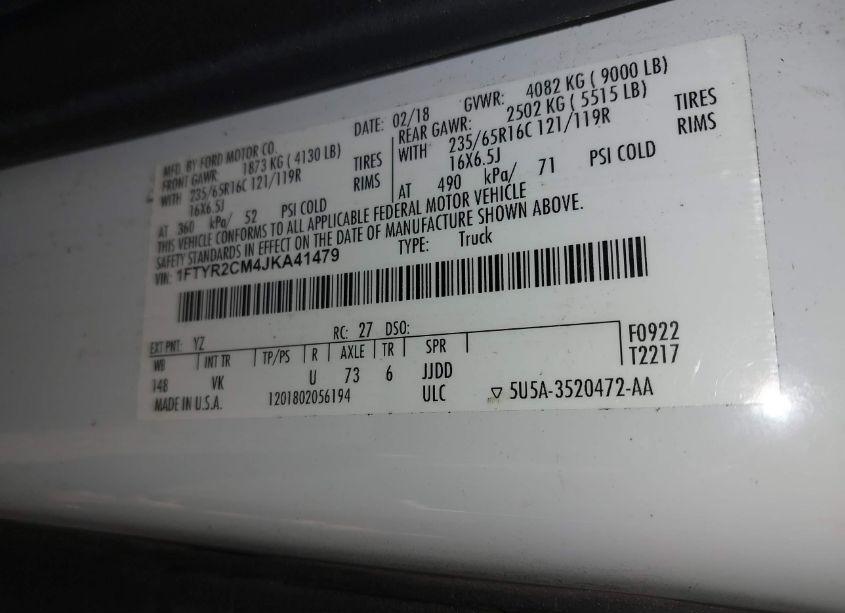 MFD. BY FORD MOTOR CO.
DATE: 02/18 GVWR: 4082 KG ( 9000 LB)
FRONT GAWR: 1873 KG ( 4130 LB)
REAR GAWR: 2502 KG ( 5515 LB)
WITH 235/65R16C 121/119R TIRES
WITH 235/65R16C 121/119R TIRES
16X6.5J RIMS
16X6.5J RIMS
AT 360 kPa/ 52 PSI COLD
AT 490 kPa/ 71 PSI COLD
THIS VEHICLE CONFORMS TO ALL APPLICABLE FEDERAL MOTOR VEHICLE
SAFETY STANDARDS IN EFFECT ON THE DATE OF MANUFACTURE SHOWN ABOVE.
VIN: 1FTYR2CM4JKA41479 TYPE: Truck
EXT PNT: YZ RC: 27 DSO:
WB INT TR TP/PS R AXLE TR SPR F0922
148 VK U 73 6 JJDD T2217
MADE IN U.S.A. 1201802056194 ULC ▽ 5U5A-3520472-AA